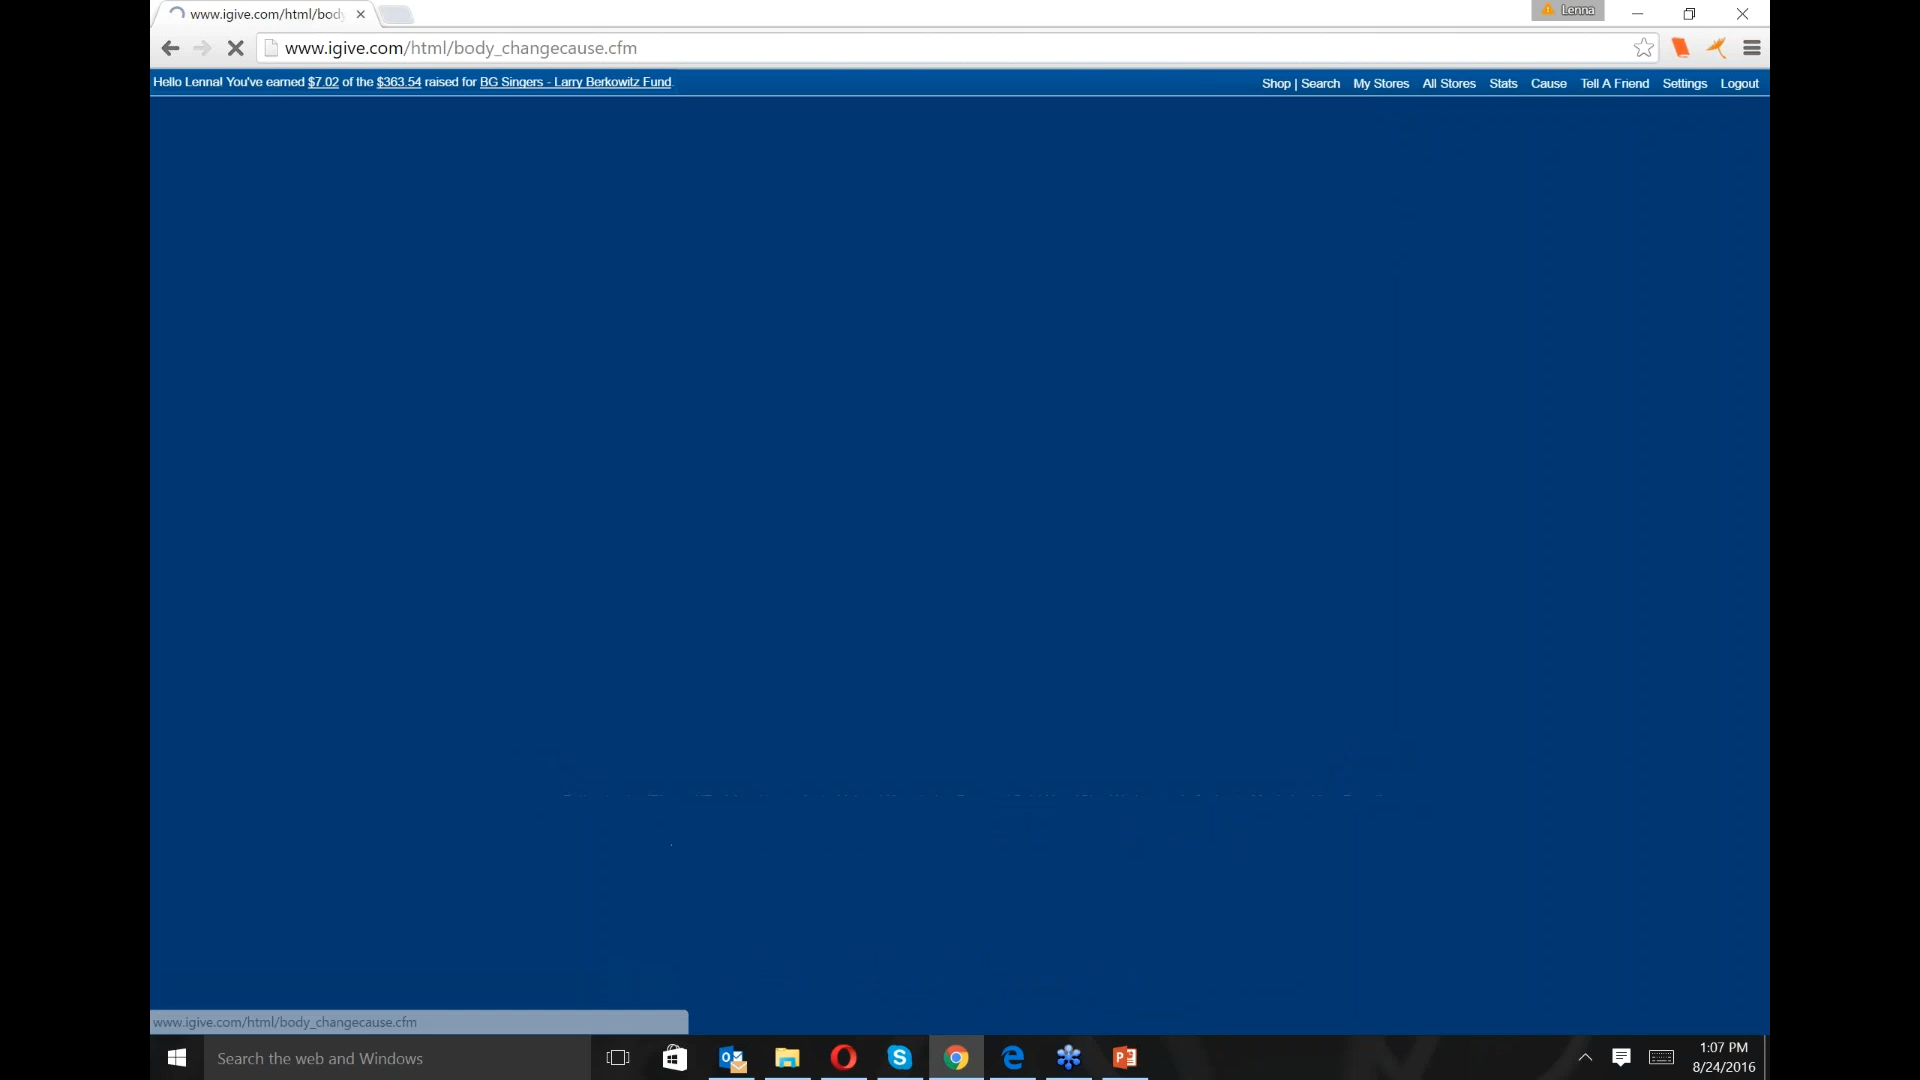 www.igive.com/html/bod
Lenna
www.igive.com/html/body_changecause.cfm
Hello Lenna! You've earned $7.02 of the $363.54 raised for BG Singers - Larry Berkowitz Fund.
Shop | Search My Stores All Stores Stats Cause Tell A Friend Settings Logout
www.igive.com/html/body_changecause.cfm
Search the web and Windows
1:07 PM
8/24/2016